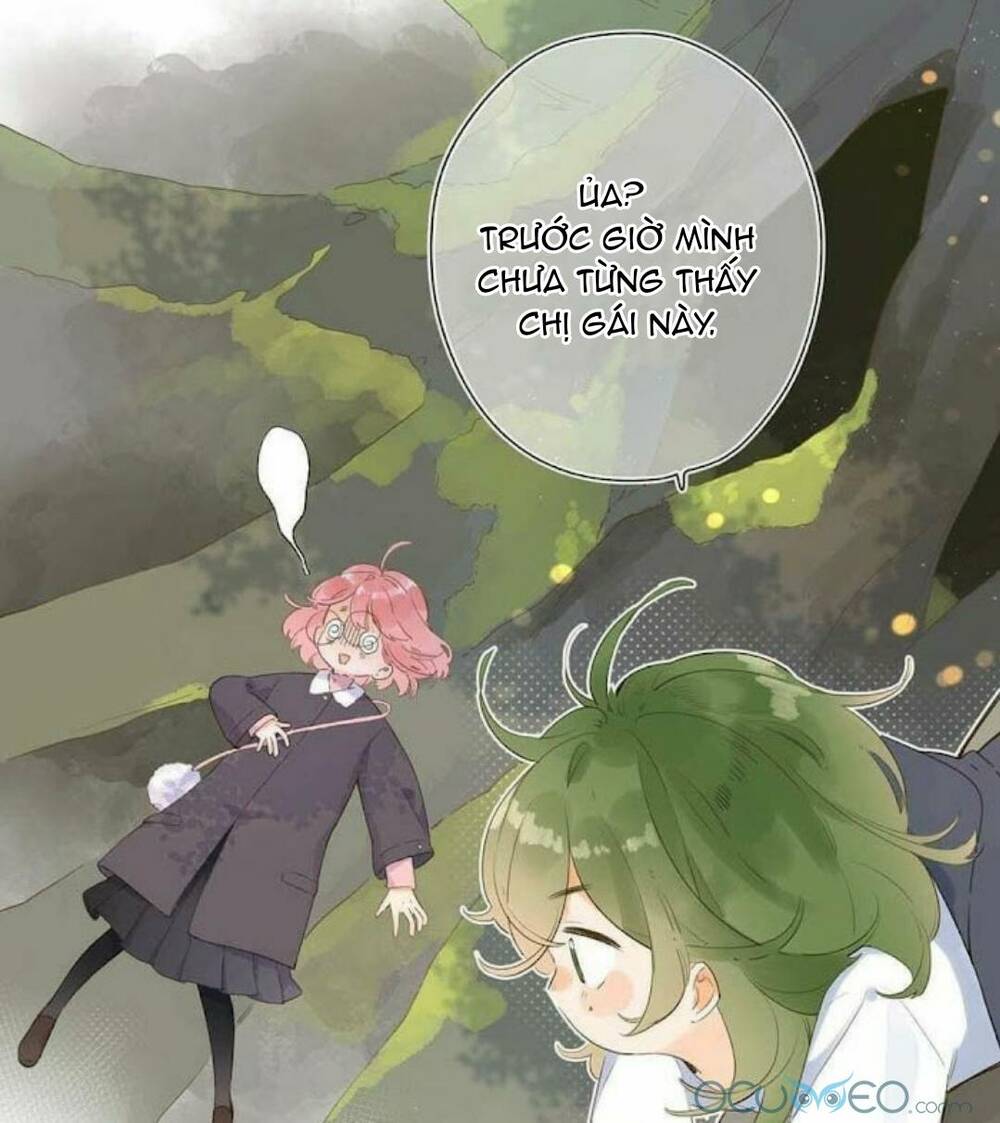 ỦA?
TRƯỚC GIỜ MÌNH
CHƯA TỪNG THẤY
CHỊ GÁI NÀY.
OCUMEO.com